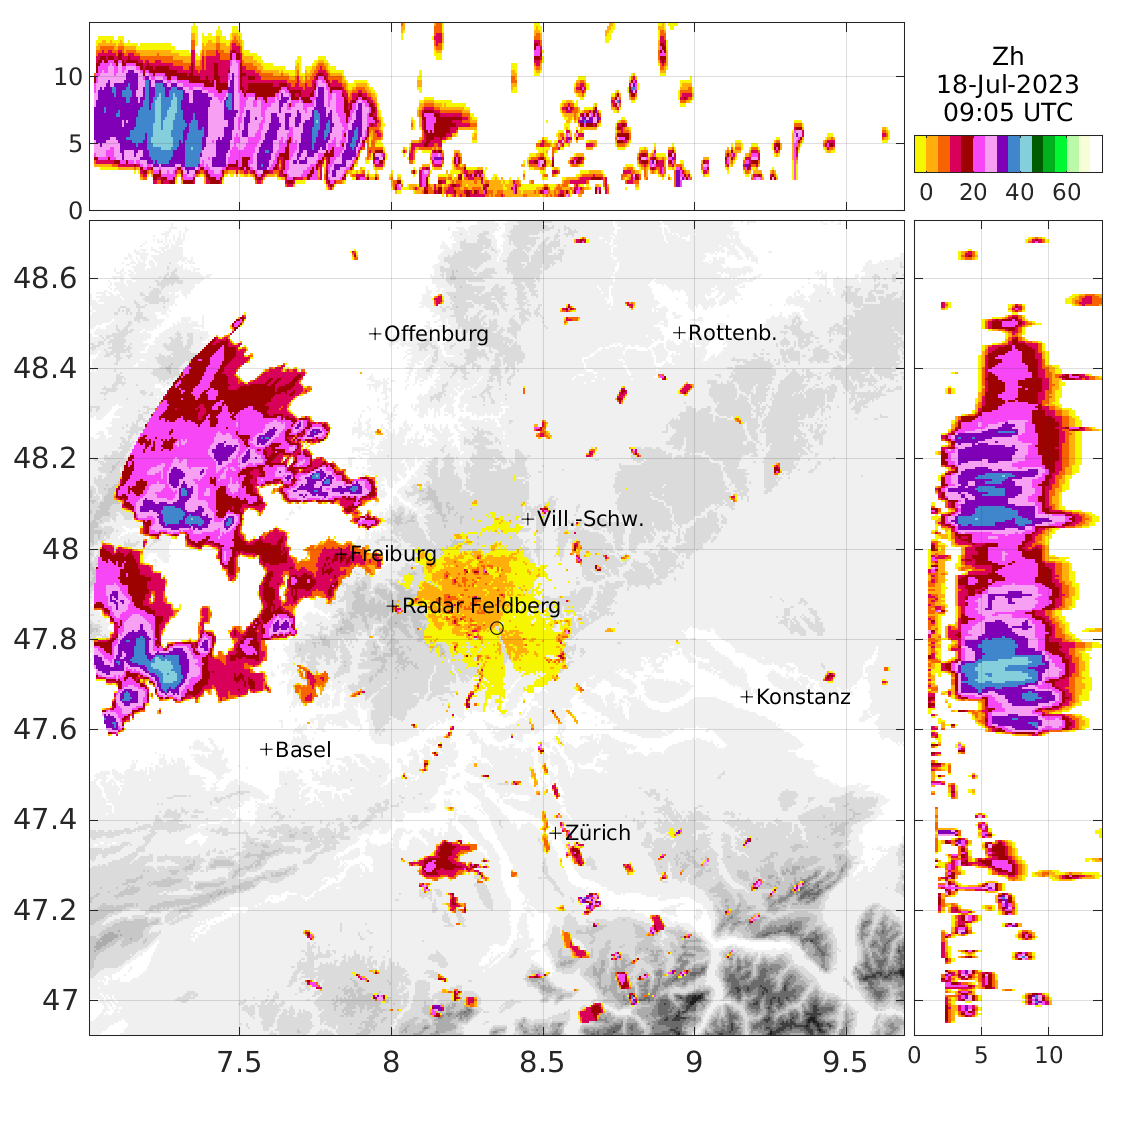 Zh
18-Jul-2023
09:05 UTC
0 20 40 60
10
5
0
48.6
48.4
48.2
48
47.8
47.6
47.4
47.2
47
Offenburg
Rottenb.
Vill.-Schw.
Freiburg
Radar Feldberg
Konstanz
Basel
Zürich
7.5 8 8.5 9 9.5
0 5 10